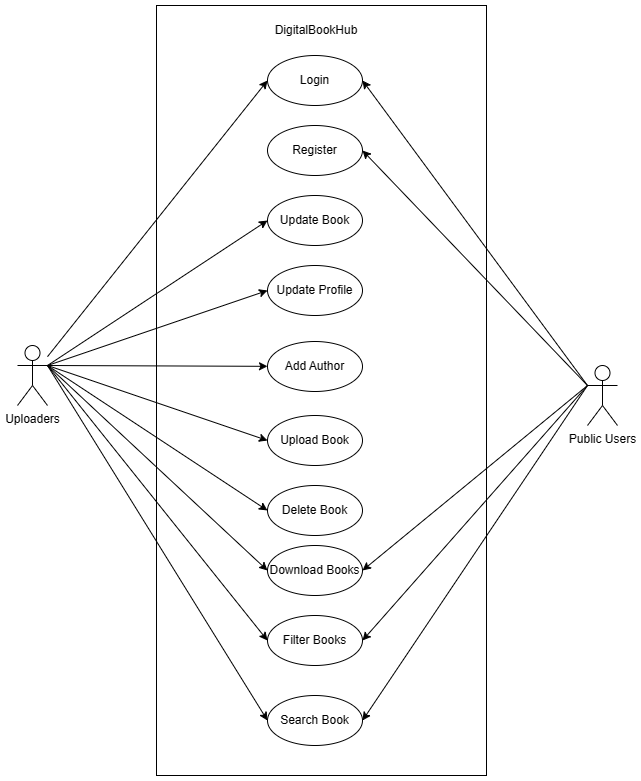 DigitalBookHub
Login
Register
Update Book
Update Profile
Add Author
Uploaders
Upload Book
Public Users
Delete Book
Download Books
Filter Books
Search Book